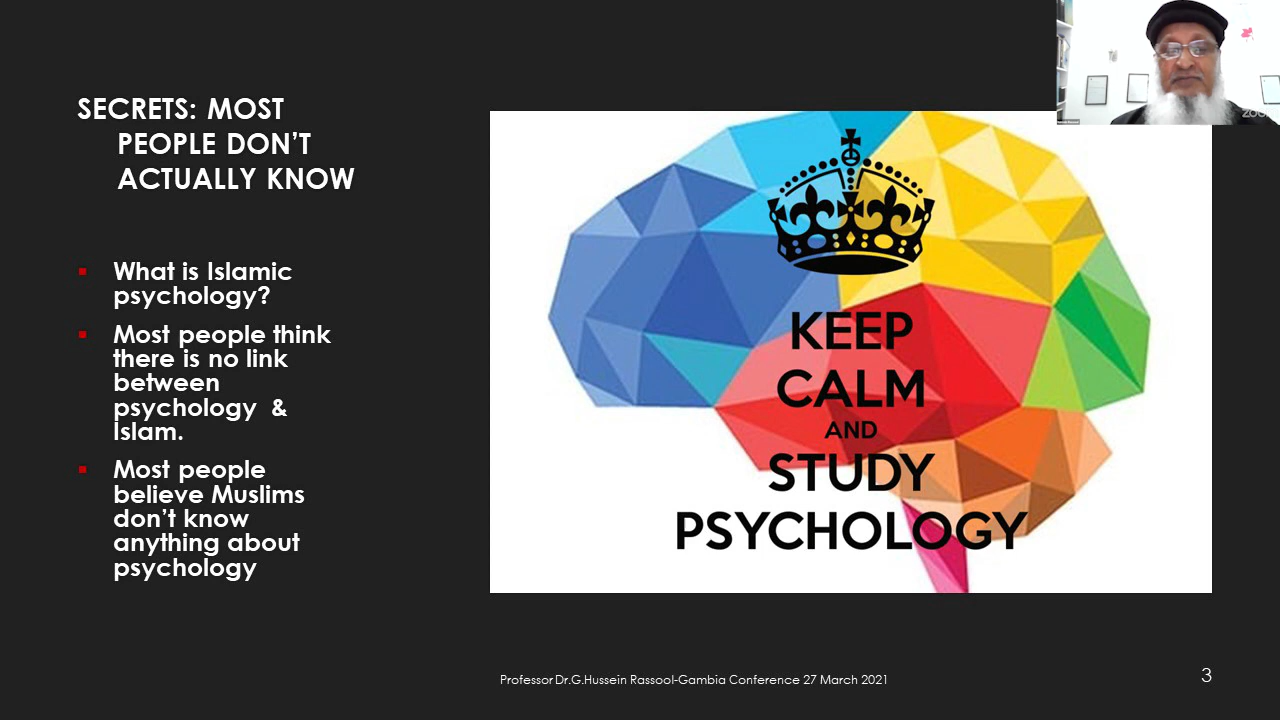 SECRETS: MOST
PEOPLE DON'T
ACTUALLY KNOW
What is Islamic
psychology?
Most people think
there is no link
between
psychology &
Islam.
Most people
believe Muslims
don't know
anything about
psychology
KEEP
CALM
AND
STUDY
PSYCHOLOGY
Professor Dr.G.Hussein Rassool-Gambia Conference 27 March 2021
3